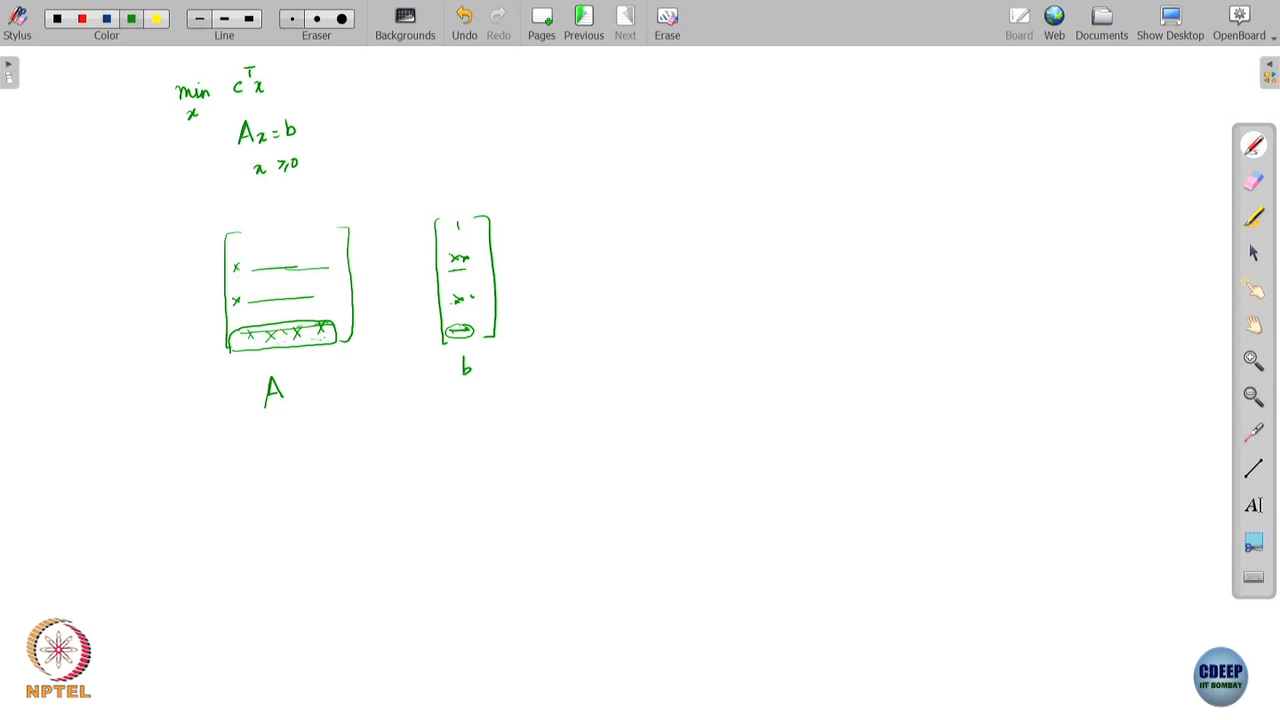 Stylus Color Line Eraser Backgrounds Undo Redo Pages Previous Next Erase Board Web Documents Show Desktop OpenBoard
min c^T x
x
Ax = b
x ≥ 0
x
x
x x x x
A
b
NPTEL
CDEEP
IIT BOMBAY